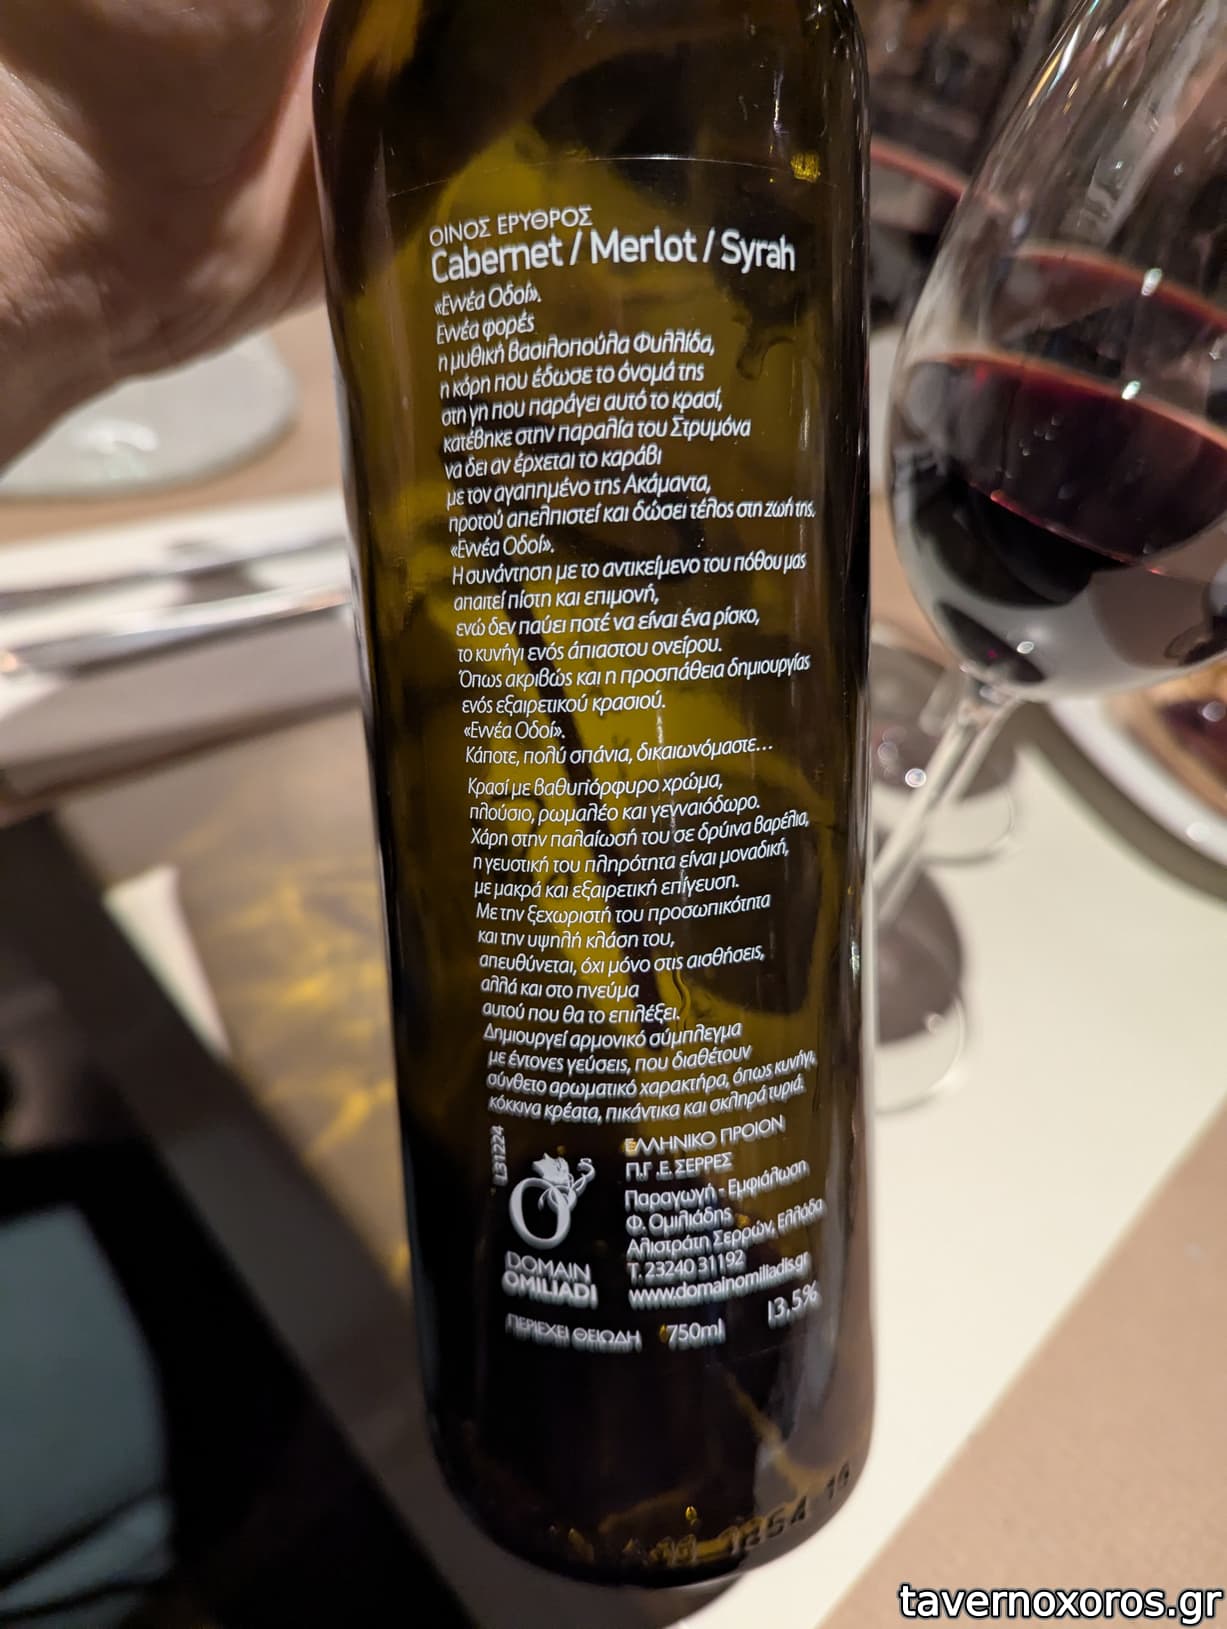 ΟΙΝΟΣ ΕΡΥΘΡΟΣ
Cabernet / Merlot / Syrah
«Εννέα Οδοί».
Εννέα φορές
η μυθική βασιλοπούλα Φυλλίδα,
η κόρη που έδωσε το όνομά της
στη γη που παράγει αυτό το κρασί,
κατέβηκε στην παραλία του Στρυμόνα
να δει αν έρχεται το καράβι
με τον αγαπημένο της Ακάμαντα,
προτού απελπιστεί και δώσει τέλος στη ζωή της.
«Εννέα Οδοί».
Η συνάντηση με το αντικείμενο του πόθου μας
απαιτεί πίστη και επιμονή,
ενώ δεν παύει ποτέ να είναι ένα ρίσκο,
το κυνήγι ενός άπιαστου ονείρου.
Όπως ακριβώς και η προσπάθεια δημιουργίας
ενός εξαιρετικού κρασιού.
«Εννέα Οδοί».
Κάποτε, πολύ σπάνια, δικαιωνόμαστε...
Κρασί με βαθυπόρφυρο χρώμα,
πλούσιο, ρωμαλέο και γενναιόδωρο.
Χάρη στην παλαίωσή του σε δρύινα βαρέλια,
η γευστική του πληρότητα είναι μοναδική,
με μακρά και εξαιρετική επίγευση.
Με την ξεχωριστή του προσωπικότητα
και την υψηλή κλάση του,
απευθύνεται, όχι μόνο στις αισθήσεις,
αλλά και στο πνεύμα
αυτού που θα το επιλέξει.
Δημιουργεί αρμονικό σύμπλεγμα
με έντονες γεύσεις, που διαθέτουν
σύνθετο αρωματικό χαρακτήρα, όπως κυνήγι,
κόκκινα κρέατα, πικάντικα και σκληρά τυριά.
L31224
DOMAIN
OMILIADI
ΕΛΛΗΝΙΚΟ ΠΡΟΙΟΝ
Π.Γ.Ε. ΣΕΡΡΕΣ
Παραγωγή - Εμφιάλωση
Φ. Ομιλιάδης
Αλιστράτη Σερρών, Ελλάδα
Τ. 23240 31192
www.domainomiliadis.gr
ΠΕΡΙΕΧΕΙ ΘΕΙΩΔΗ 750ml 13,5%
tavernoxoros.gr